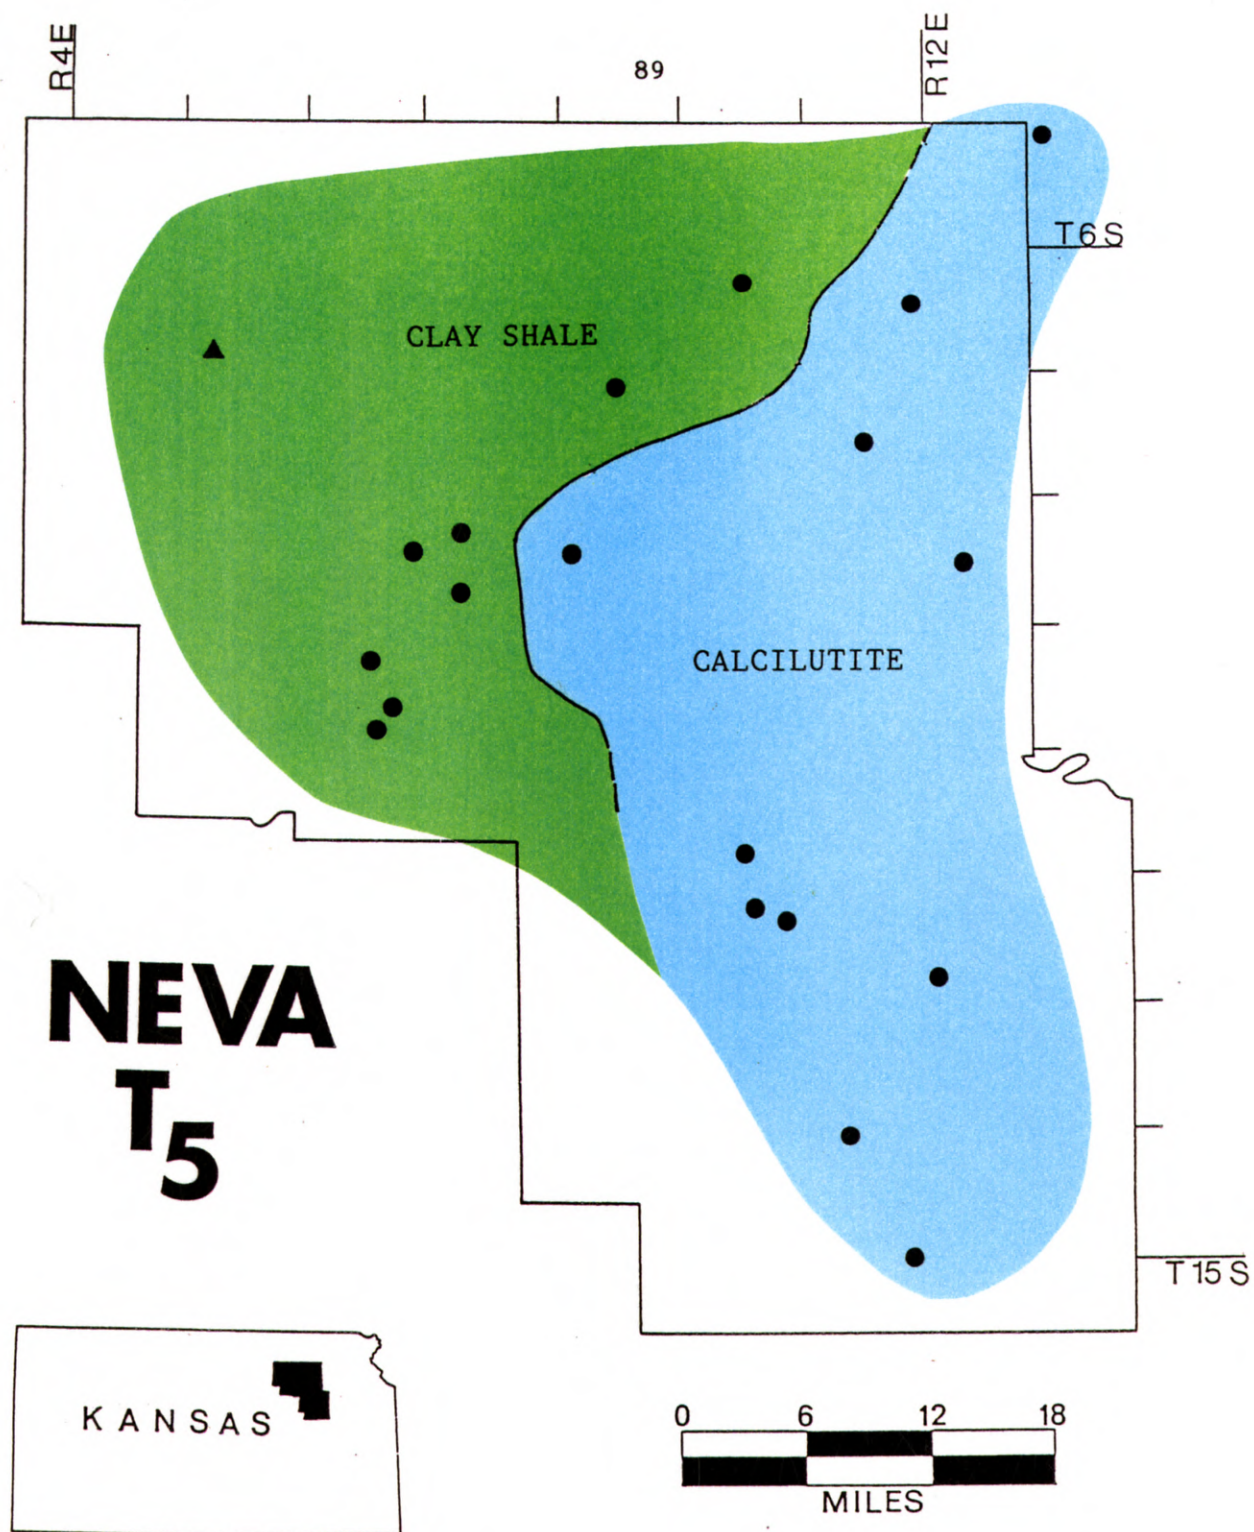 R4E
89
R12E
T6S
CLAY SHALE
CALCILUTITE
NEVA
T5
T15S
KANSAS
0 6 12 18
MILES